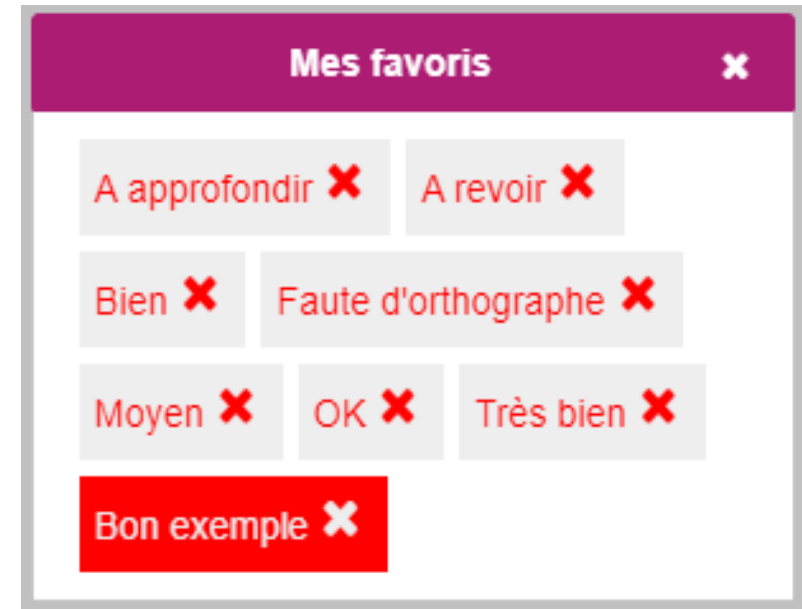 Mes favoris
A approfondir A revoir
Bien Faute d'orthographe
Moyen OK Très bien
Bon exemple